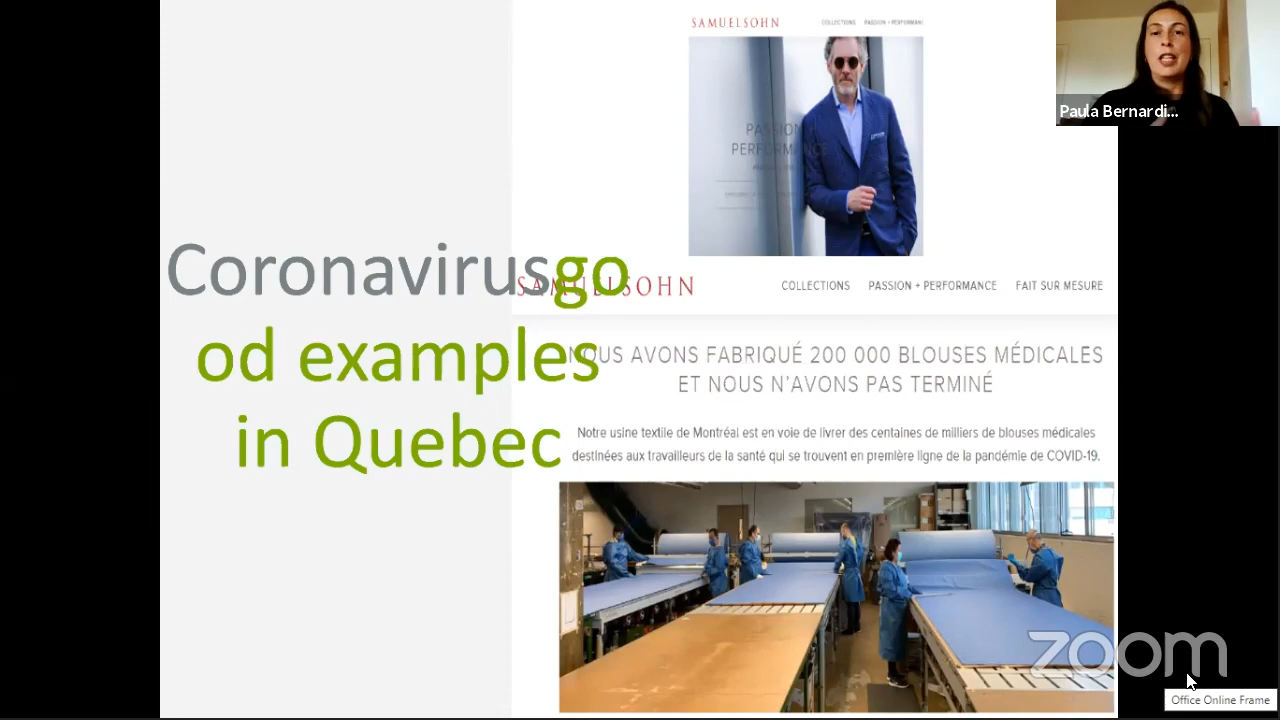 SAMUELSOHN COLLECTIONS PASSION + PERFORMANC
PASSION
PERFORMANCE
Paula Bernardi...
Coronavirusgo
od examples
in Quebec
SAMUELSOHN COLLECTIONS PASSION + PERFORMANCE FAIT SUR MESURE
NOUS AVONS FABRIQUÉ 200 000 BLOUSES MÉDICALES
ET NOUS N'AVONS PAS TERMINÉ
Notre usine textile de Montréal est en voie de livrer des centaines de milliers de blouses médicales
destinées aux travailleurs de la santé qui se trouvent en première ligne de la pandémie de COVID-19.
zoom
Office Online Frame